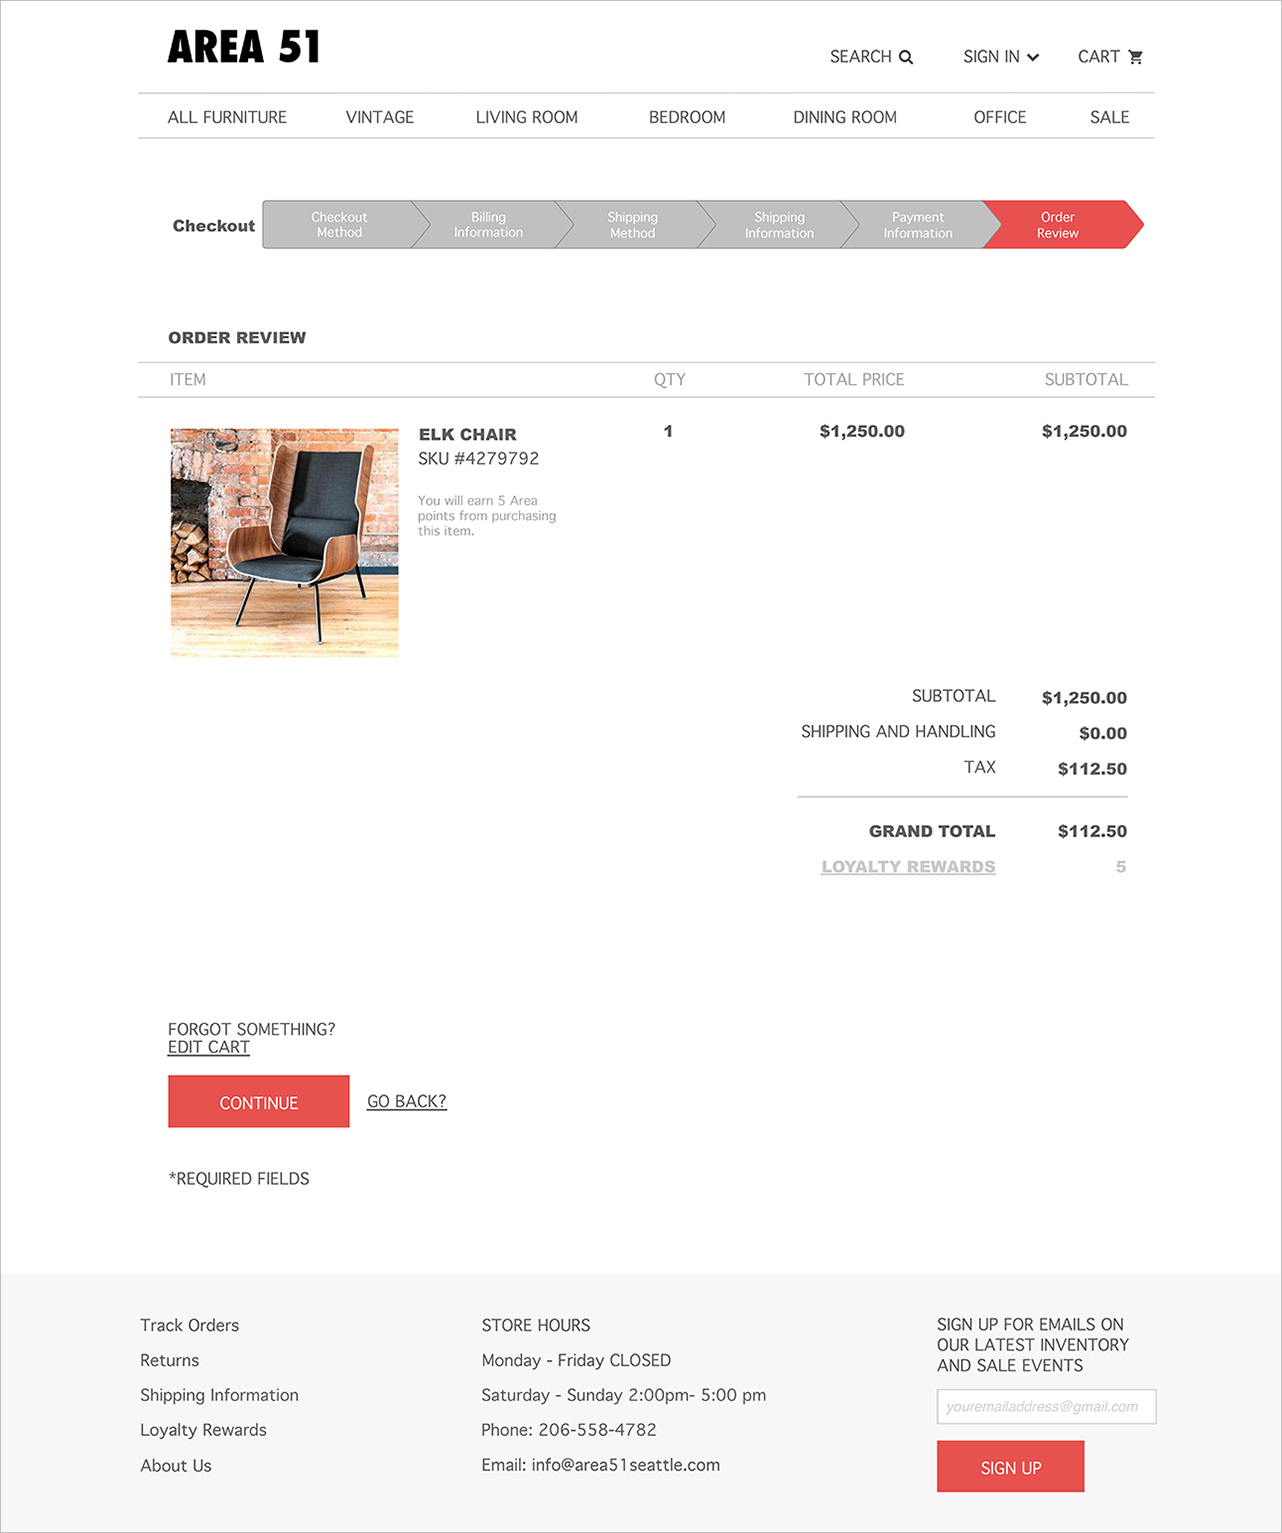 AREA 51
SEARCH
SIGN IN
CART
ALL FURNITURE
VINTAGE
LIVING ROOM
BEDROOM
DINING ROOM
OFFICE
SALE
Checkout
Checkout
Method
Billing
Information
Shipping
Method
Shipping
Information
Payment
Information
Order
Review
ORDER REVIEW
ITEM
QTY
TOTAL PRICE
SUBTOTAL
ELK CHAIR
SKU #4279792
You will earn 5 Area
points from purchasing
this item.
1
$1,250.00
$1,250.00
SUBTOTAL $1,250.00
SHIPPING AND HANDLING $0.00
TAX $112.50
GRAND TOTAL $112.50
LOYALTY REWARDS 5
FORGOT SOMETHING?
EDIT CART
CONTINUE
GO BACK?
*REQUIRED FIELDS
Track Orders
Returns
Shipping Information
Loyalty Rewards
About Us
STORE HOURS
Monday - Friday CLOSED
Saturday - Sunday 2:00pm- 5:00 pm
Phone: 206-558-4782
Email: info@area51seattle.com
SIGN UP FOR EMAILS ON
OUR LATEST INVENTORY
AND SALE EVENTS
youremailaddress@gmail.com
SIGN UP